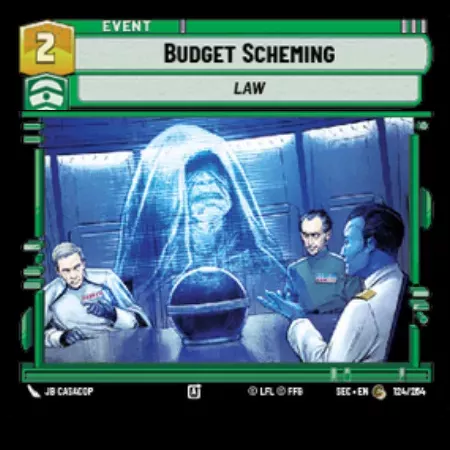 EVENT
2
BUDGET SCHEMING
LAW
JB CASACOP
A
© LFL © FFG
SEC • EN
124/264